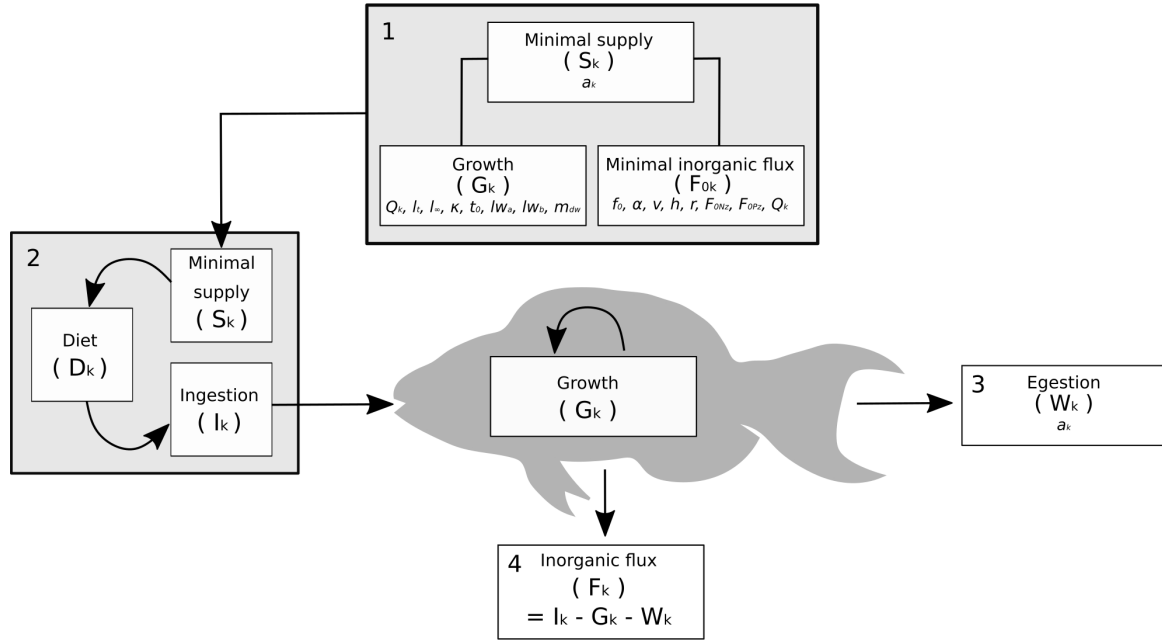 1
Minimal supply
( Sₖ )
aₖ
Growth
( Gₖ )
Qₖ, lₜ, l∞, κ, t₀, lwₐ, lw_b, m_dw
Minimal inorganic flux
( F₀ₖ )
f₀, α, v, h, r, F₀Nz, F₀Pz, Qₖ
2
Minimal
supply
( Sₖ )
Diet
( Dₖ )
Ingestion
( Iₖ )
Growth
( Gₖ )
3
Egestion
( Wₖ )
aₖ
4
Inorganic flux
( Fₖ )
= Iₖ - Gₖ - Wₖ